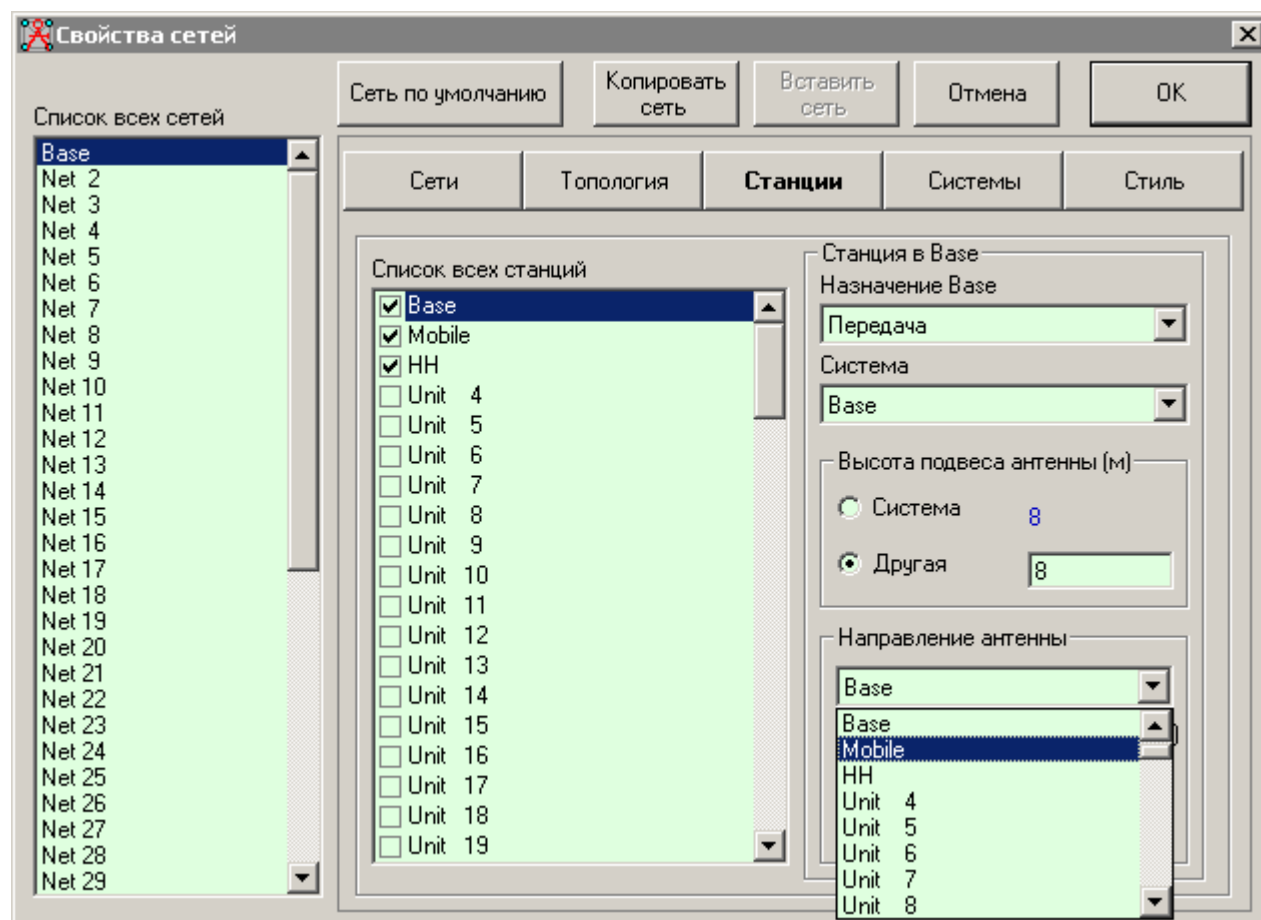 Свойства сетей
Сеть по умолчанию
Копировать сеть
Вставить сеть
Отмена
OK
Список всех сетей
Base
Net 2
Net 3
Net 4
Net 5
Net 6
Net 7
Net 8
Net 9
Net 10
Net 11
Net 12
Net 13
Net 14
Net 15
Net 16
Net 17
Net 18
Net 19
Net 20
Net 21
Net 22
Net 23
Net 24
Net 25
Net 26
Net 27
Net 28
Net 29
Сети
Топология
Станции
Системы
Стиль
Список всех станций
Base
Mobile
HH
Unit 4
Unit 5
Unit 6
Unit 7
Unit 8
Unit 9
Unit 10
Unit 11
Unit 12
Unit 13
Unit 14
Unit 15
Unit 16
Unit 17
Unit 18
Unit 19
Станция в Base
Назначение Base
Передача
Система
Base
Высота подвеса антенны (м)
Система 8
Другая 8
Направление антенны
Base
Base
Mobile
HH
Unit 4
Unit 5
Unit 6
Unit 7
Unit 8